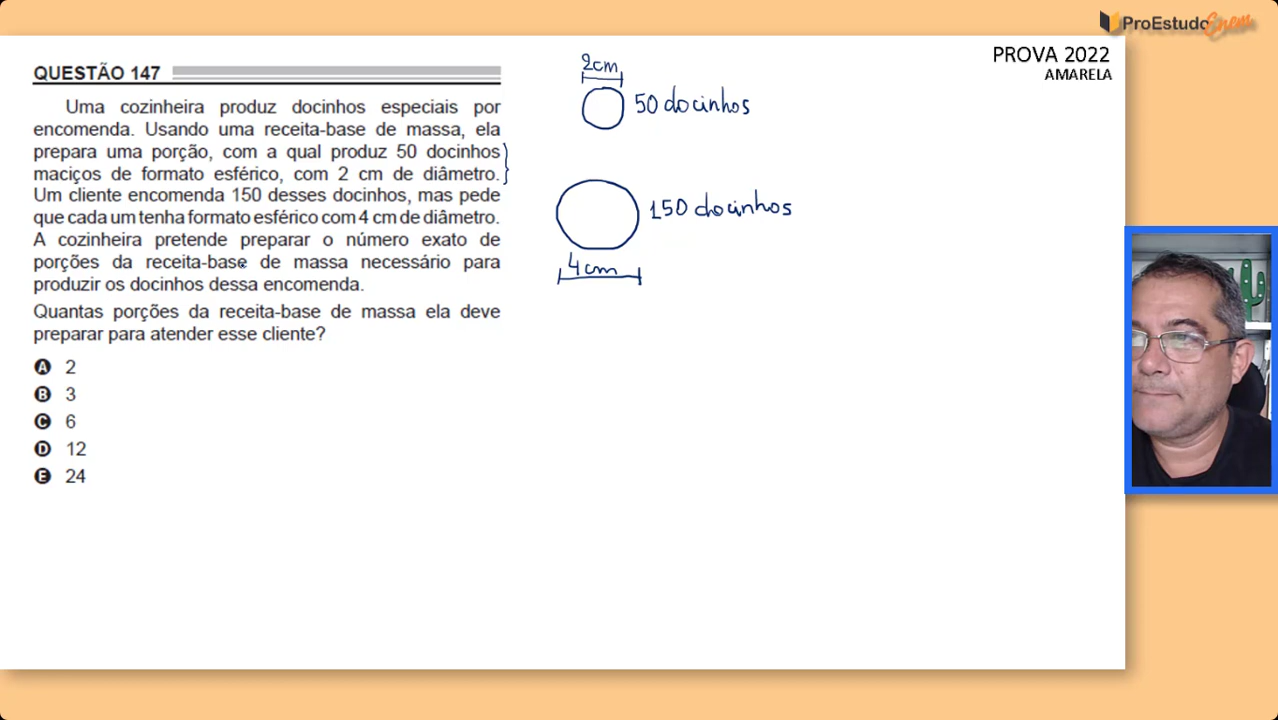 ProEstudoEnem
PROVA 2022
AMARELA
QUESTÃO 147
Uma cozinheira produz docinhos especiais por
encomenda. Usando uma receita-base de massa, ela
prepara uma porção, com a qual produz 50 docinhos
maciços de formato esférico, com 2 cm de diâmetro.
Um cliente encomenda 150 desses docinhos, mas pede
que cada um tenha formato esférico com 4 cm de diâmetro.
A cozinheira pretende preparar o número exato de
porções da receita-base de massa necessário para
produzir os docinhos dessa encomenda.
Quantas porções da receita-base de massa ela deve
preparar para atender esse cliente?
A 2
B 3
C 6
D 12
E 24
2cm
50 docinhos
150 docinhos
4cm